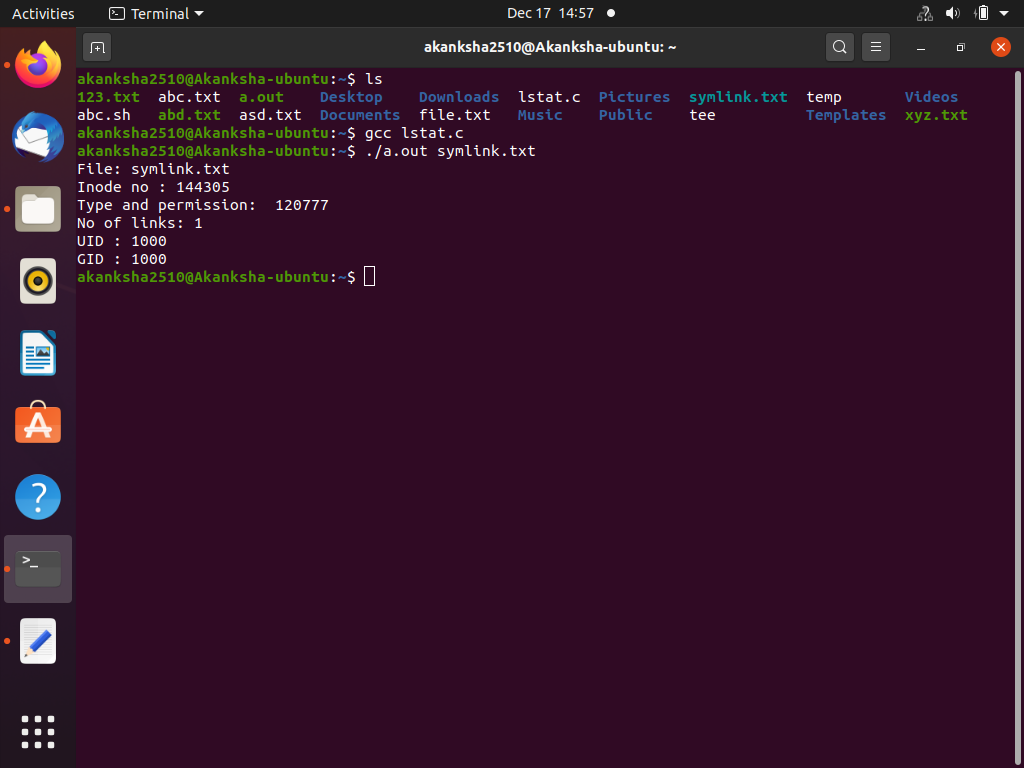 Activities Terminal Dec 17 14:57
akanksha2510@Akanksha-ubuntu: ~
akanksha2510@Akanksha-ubuntu:~$ ls
123.txt abc.txt a.out Desktop Downloads lstat.c Pictures symlink.txt temp Videos
abc.sh abd.txt asd.txt Documents file.txt Music Public tee Templates xyz.txt
akanksha2510@Akanksha-ubuntu:~$ gcc lstat.c
akanksha2510@Akanksha-ubuntu:~$ ./a.out symlink.txt
File: symlink.txt
Inode no : 144305
Type and permission:  120777
No of links: 1
UID : 1000
GID : 1000
akanksha2510@Akanksha-ubuntu:~$